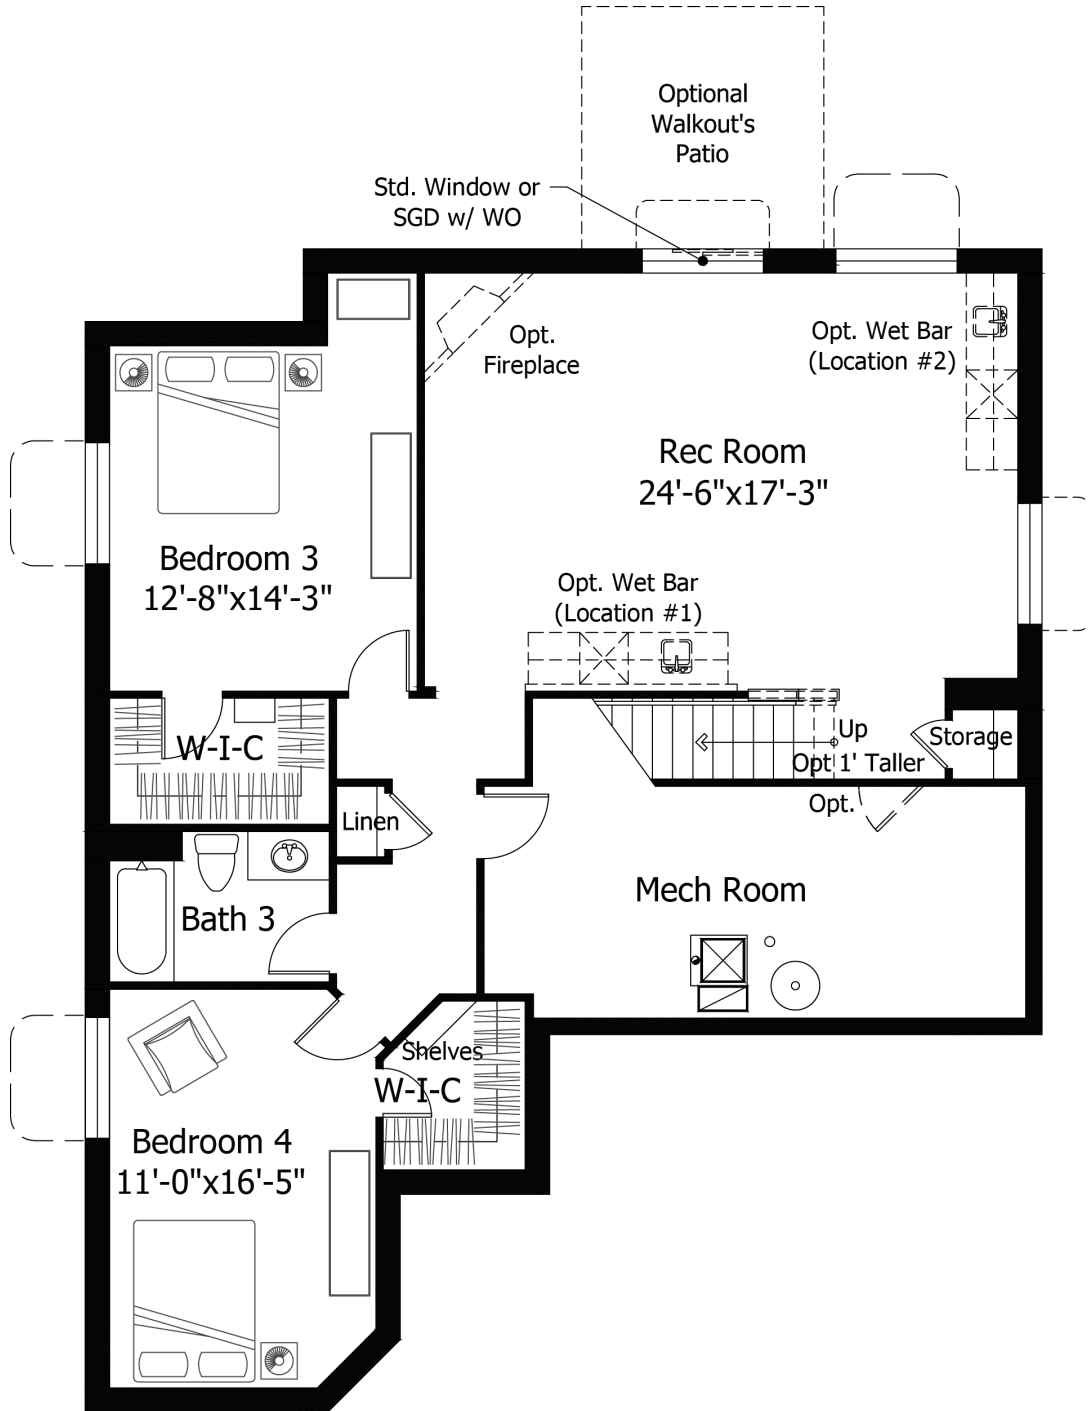 Optional
Walkout's
Patio
Std. Window or
SGD w/ WO
Opt.
Fireplace
Opt. Wet Bar
(Location #2)
Rec Room
24'-6"x17'-3"
Bedroom 3
12'-8"x14'-3"
Opt. Wet Bar
(Location #1)
W-I-C
Up
Opt 1' Taller
Storage
Opt.
Linen
Mech Room
Bath 3
Shelves
W-I-C
Bedroom 4
11'-0"x16'-5"